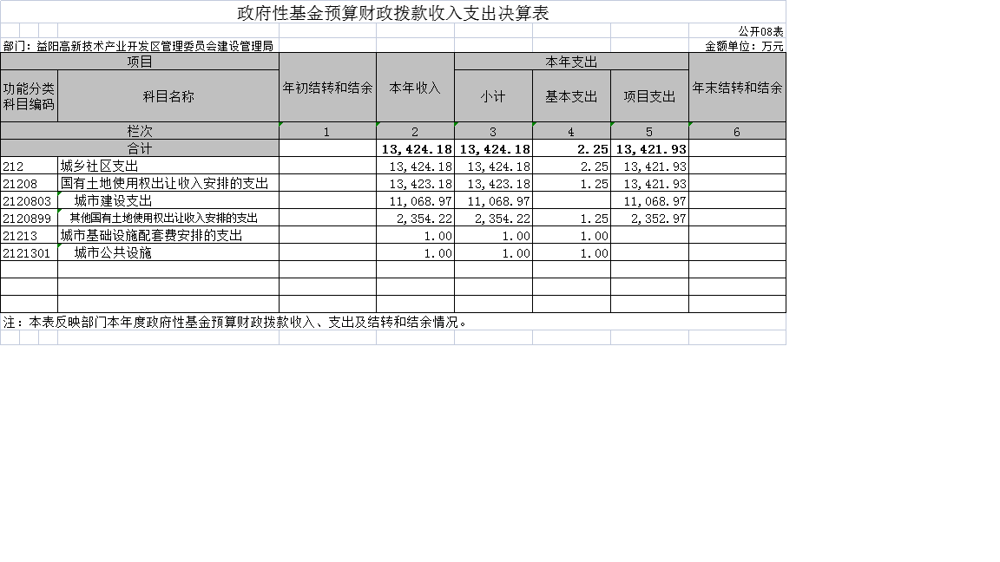 政府性基金预算财政拨款收入支出决算表
公开08表
部门：益阳高新技术产业开发区管理委员会建设管理局 金额单位：万元
项目 年初结转和结余 本年收入 本年支出 年末结转和结余
功能分类科目编码 科目名称 小计 基本支出 项目支出
栏次 1 2 3 4 5 6
合计 13,424.18 13,424.18 2.25 13,421.93
212 城乡社区支出 13,424.18 13,424.18 2.25 13,421.93
21208 国有土地使用权出让收入安排的支出 13,423.18 13,423.18 1.25 13,421.93
2120803 城市建设支出 11,068.97 11,068.97 11,068.97
2120899 其他国有土地使用权出让收入安排的支出 2,354.22 2,354.22 1.25 2,352.97
21213 城市基础设施配套费安排的支出 1.00 1.00 1.00
2121301 城市公共设施 1.00 1.00 1.00
注：本表反映部门本年度政府性基金预算财政拨款收入、支出及结转和结余情况。